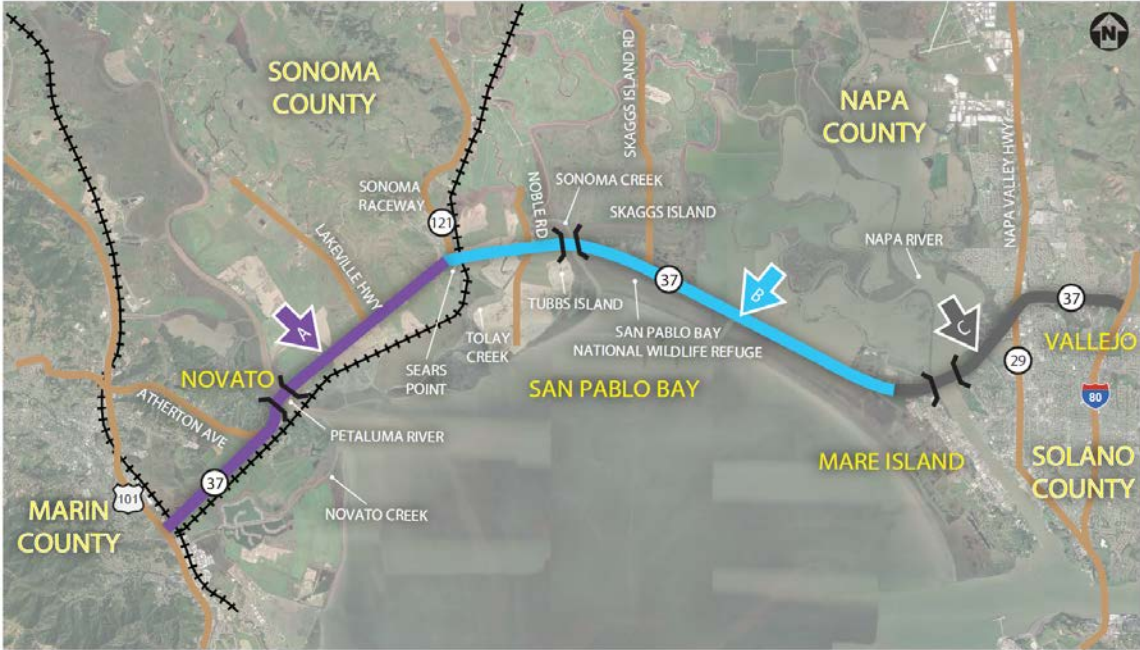 N
SONOMA
COUNTY
SKAGGS ISLAND RD
NAPA
COUNTY
NAPA VALLEY HWY
SONOMA
RACEWAY
NOBLE RD
SONOMA CREEK
SKAGGS ISLAND
121
LAKEVILLE HWY
NAPA RIVER
37
B
37
A
TUBBS ISLAND
C
SAN PABLO BAY
NATIONAL WILDLIFE REFUGE
TOLAY
CREEK
VALLEJO
29
SEARS
POINT
NOVATO
SAN PABLO BAY
80
ATHERTON AVE
PETALUMA RIVER
MARE ISLAND
SOLANO
COUNTY
37
101
MARIN
COUNTY
NOVATO CREEK